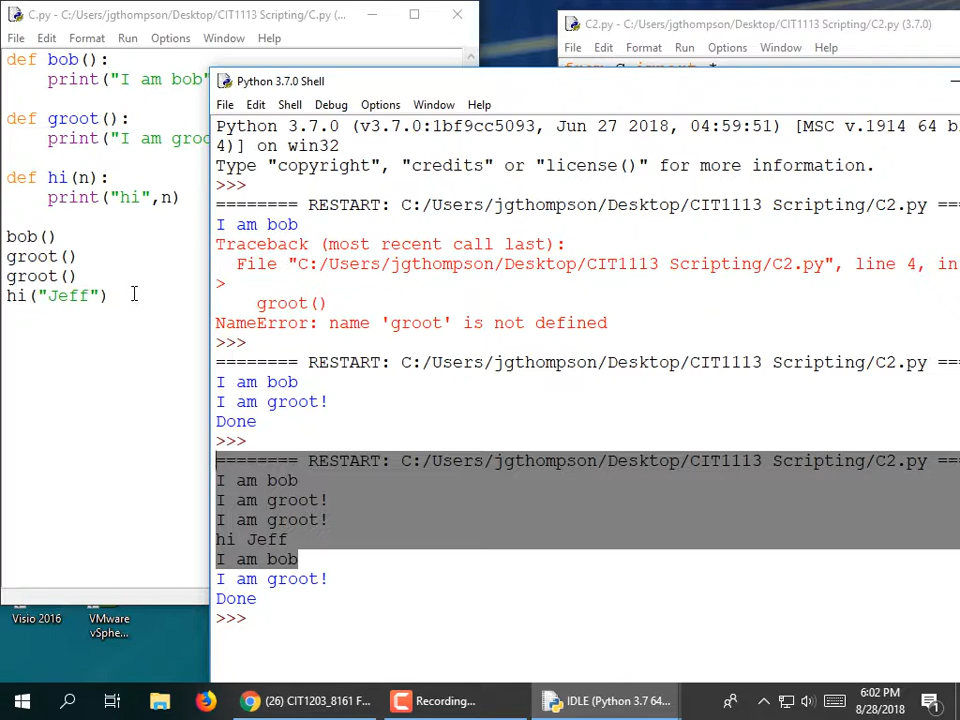 C.py - C:/Users/jgthompson/Desktop/CIT1113 Scripting/C.py (...
File Edit Format Run Options Window Help
def bob():
print("I am bob"
def groot():
print("I am groo
def hi(n):
print("hi",n)
bob()
groot()
groot()
hi("Jeff")
C2.py - C:/Users/jgthompson/Desktop/CIT1113 Scripting/C2.py (3.7.0)
File Edit Format Run Options Window Help
from C import *
Python 3.7.0 Shell
File Edit Shell Debug Options Window Help
Python 3.7.0 (v3.7.0:1bf9cc5093, Jun 27 2018, 04:59:51) [MSC v.1914 64 b
4)] on win32
Type "copyright", "credits" or "license()" for more information.
>>>
======== RESTART: C:/Users/jgthompson/Desktop/CIT1113 Scripting/C2.py ==
I am bob
Traceback (most recent call last):
File "C:/Users/jgthompson/Desktop/CIT1113 Scripting/C2.py", line 4, in
>
groot()
NameError: name 'groot' is not defined
>>>
======== RESTART: C:/Users/jgthompson/Desktop/CIT1113 Scripting/C2.py ==
I am bob
I am groot!
Done
>>>
======== RESTART: C:/Users/jgthompson/Desktop/CIT1113 Scripting/C2.py ==
I am bob
I am groot!
I am groot!
hi Jeff
I am bob
I am groot!
Done
>>>
Visio 2016
VMware
vSphe...
(26) CIT1203_8161 F...
Recording...
IDLE (Python 3.7 64...
6:02 PM
8/28/2018
1